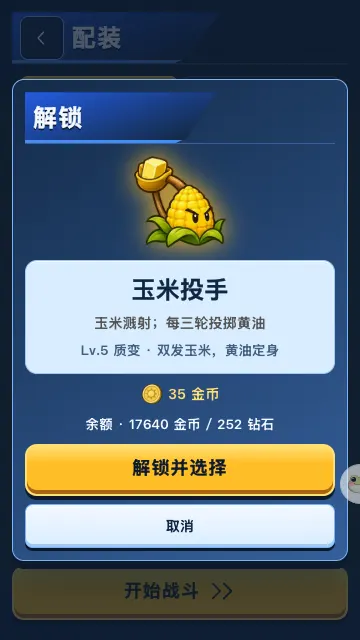 配装
解锁
玉米投手
玉米溅射；每三轮投掷黄油
Lv.5 质变 · 双发玉米，黄油定身
35 金币
余额 · 17640 金币 / 252 钻石
解锁并选择
取消
开始战斗